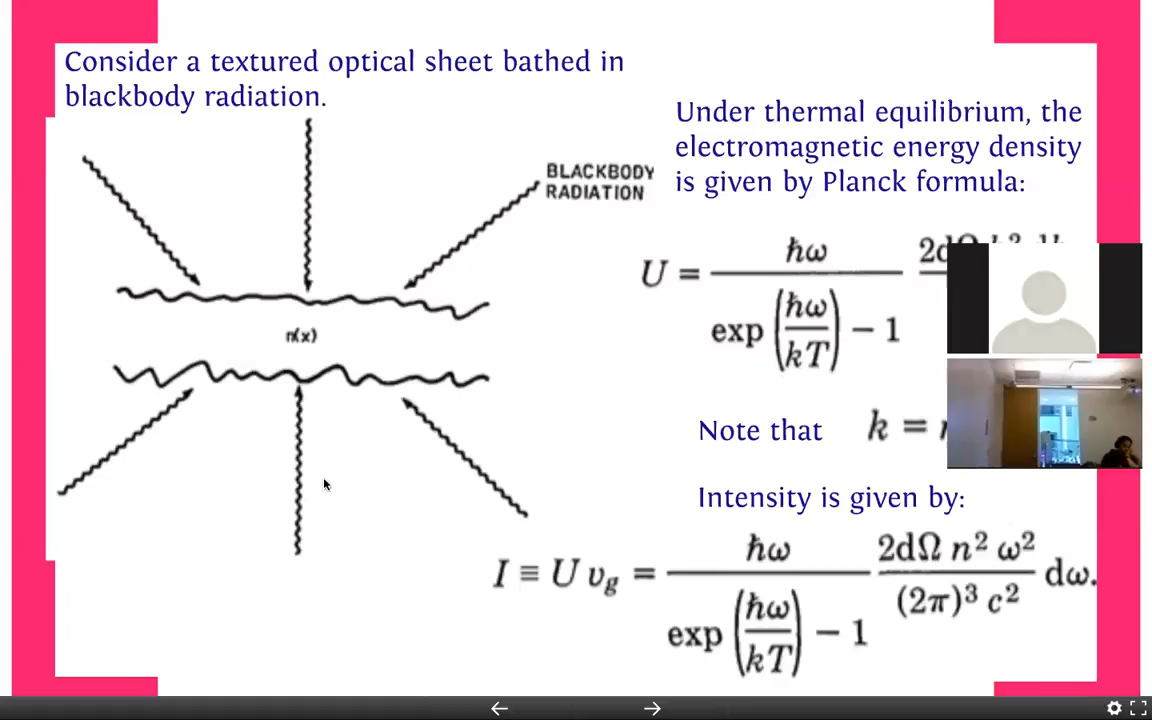 Consider a textured optical sheet bathed in
blackbody radiation.
BLACKBODY
RADIATION
n(x)
Under thermal equilibrium, the
electromagnetic energy density
is given by Planck formula:
U = ħω / (exp(ħω/kT) − 1)
Note that k =
Intensity is given by:
I ≡ U v_g = ħω / (exp(ħω/kT) − 1) 2dΩ n² ω² / ((2π)³ c²) dω.